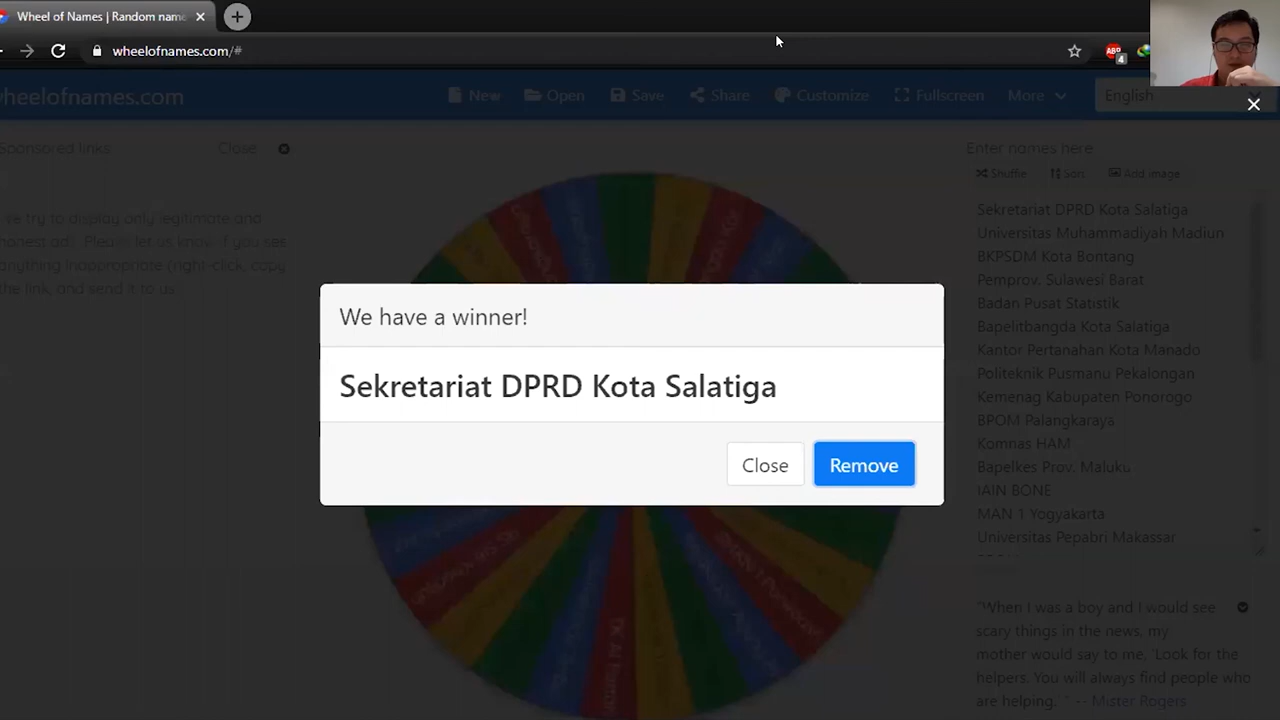 Wheel of Names | Random name
wheelofnames.com/#
ABP
4
wheelofnames.com
New
Open
Save
Share
Customize
Fullscreen
More
English
Sponsored links
Close
We try to display only legitimate and
honest ads. Please let us know if you see
anything inappropriate (right-click, copy
the link, and send it to us
Enter names here
Shuffle
Sort
Add image
Sekretariat DPRD Kota Salatiga
Universitas Muhammadiyah Madiun
BKPSDM Kota Bontang
Pemprov. Sulawesi Barat
Badan Pusat Statistik
Bapelitbangda Kota Salatiga
Kantor Pertanahan Kota Manado
Politeknik Pusmanu Pekalongan
Kemenag Kabupaten Ponorogo
BPOM Palangkaraya
Komnas HAM
Bapelkes Prov. Maluku
IAIN BONE
MAN 1 Yogyakarta
Universitas Pepabri Makassar
We have a winner!
Sekretariat DPRD Kota Salatiga
Close
Remove
"When I was a boy and I would see
scary things in the news, my
mother would say to me, 'Look for the
helpers. You will always find people who
are helping.'" -- Mister Rogers